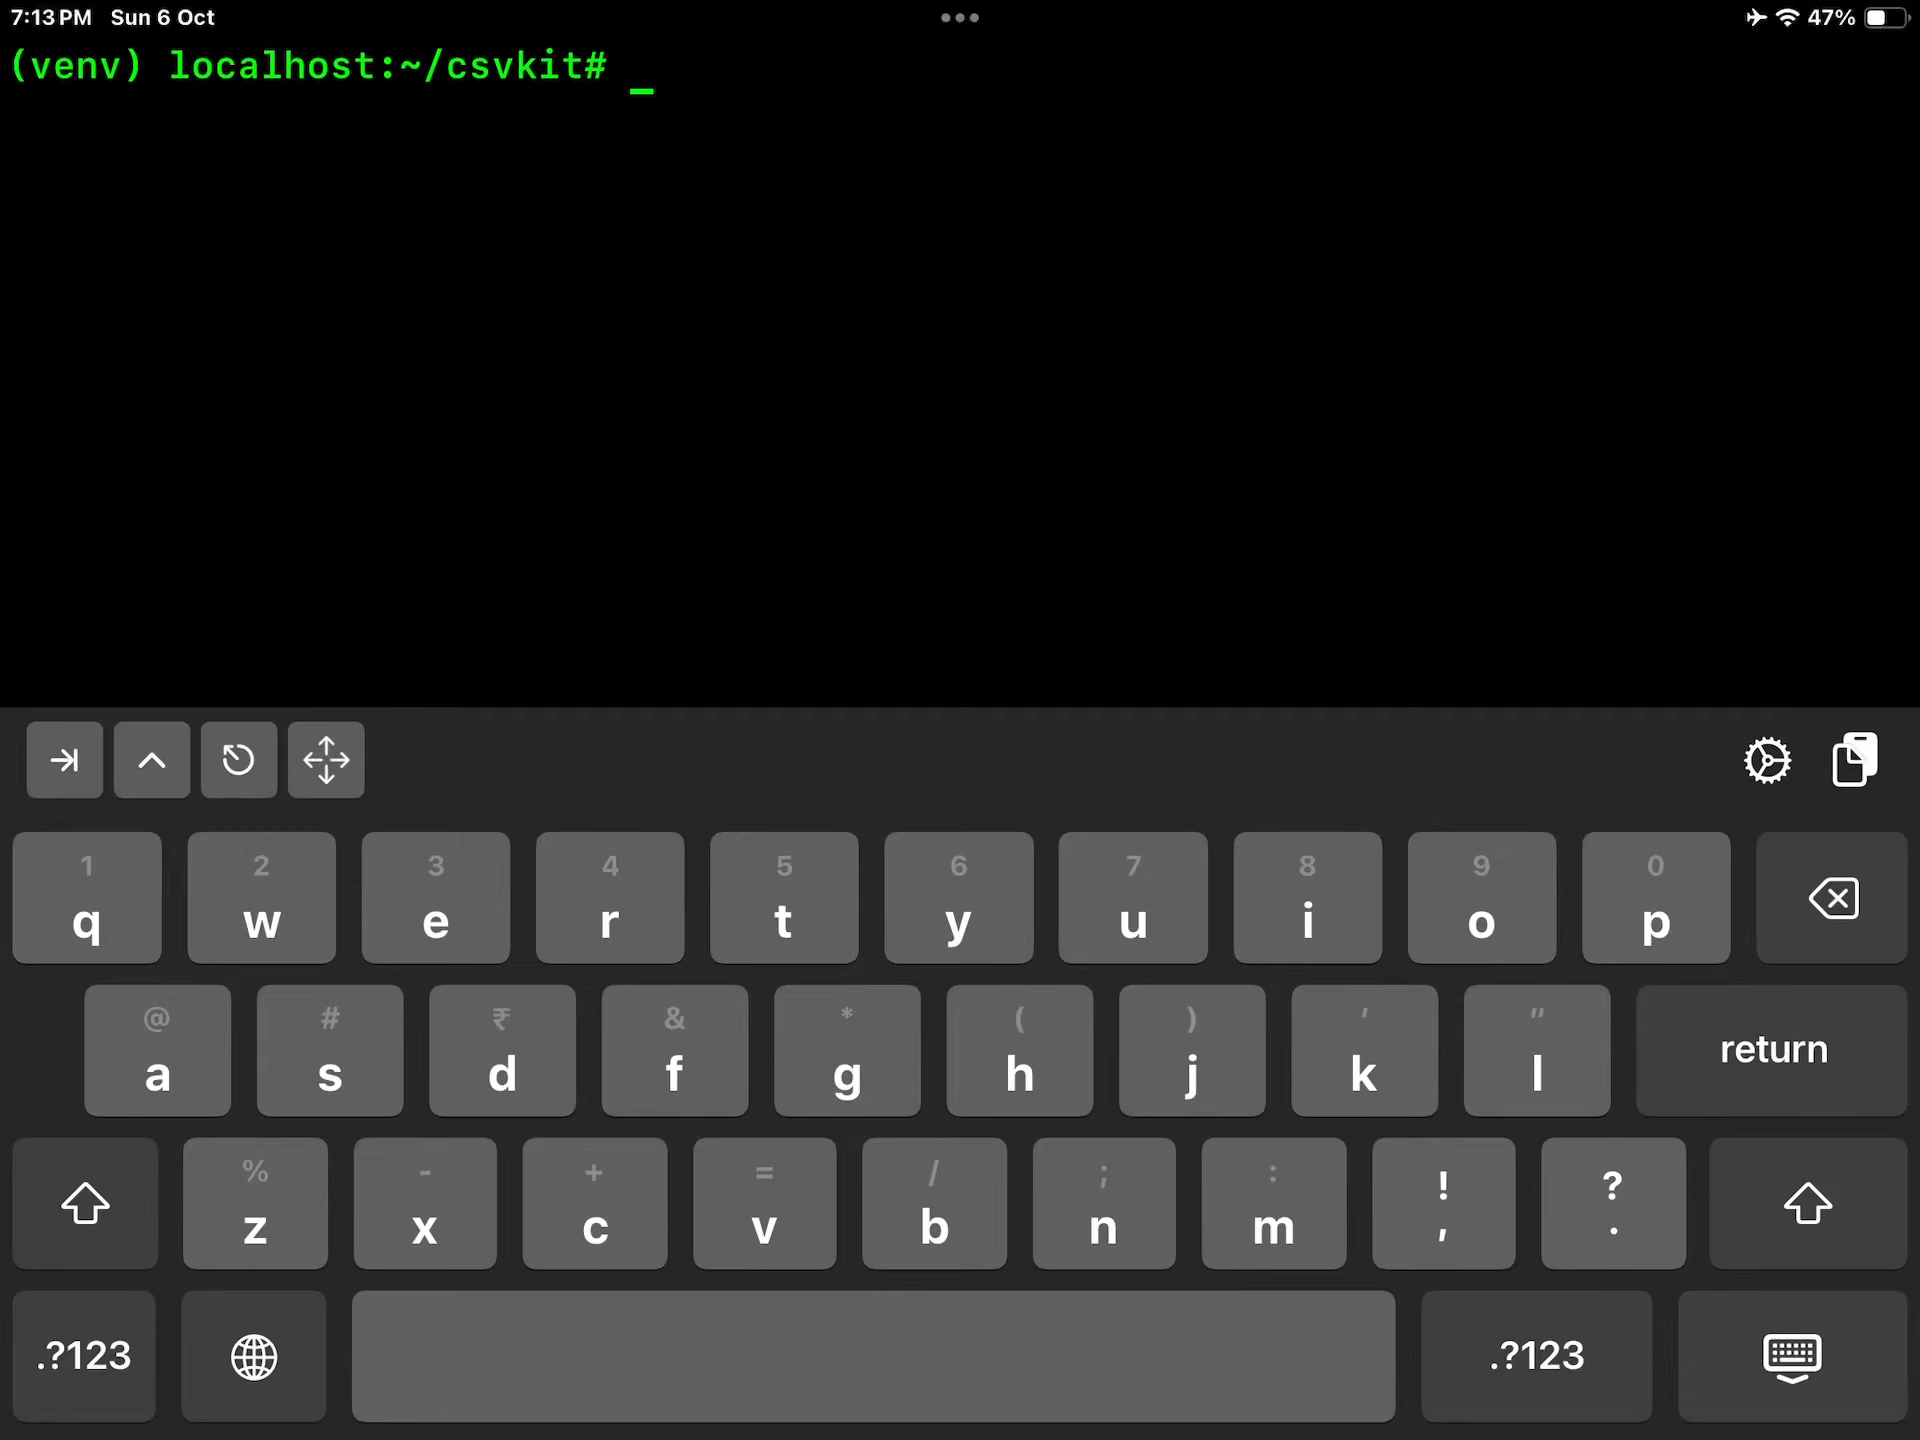 7:13 PM Sun 6 Oct 47%
(venv) localhost:~/csvkit# _
1 2 3 4 5 6 7 8 9 0
q w e r t y u i o p
@ # ₹ & * ( ) ' "
a s d f g h j k l return
% - + = / ; : ! ?
z x c v b n m , .
.?123 .?123